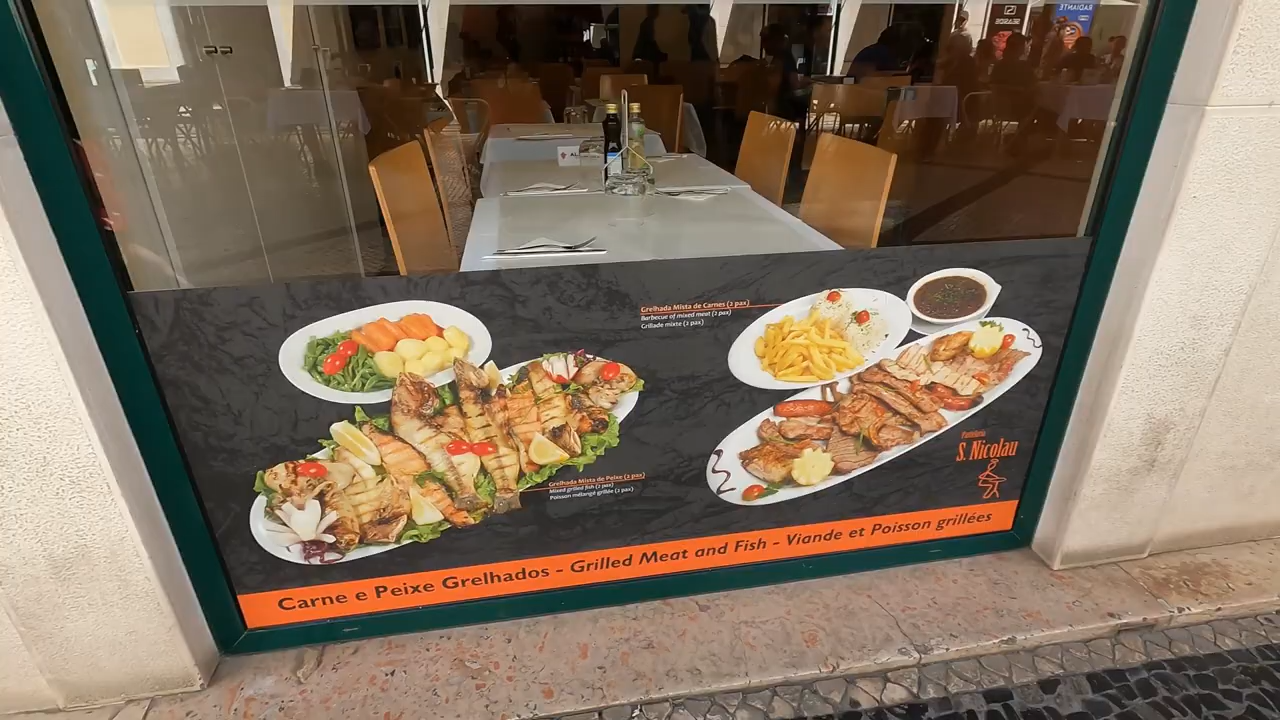 Grelhada Mista de Carnes (2 pax)
Barbecue of mixed meat (2 pax)
Grillade mixte (2 pax)
Pastelaria
S. Nicolau
Grelhada Mista de Peixe (2 pax)
Mixed grilled fish (2 pax)
Poisson mélangé grillée (2 pax)
Carne e Peixe Grelhados - Grilled Meat and Fish - Viande et Poisson grillées